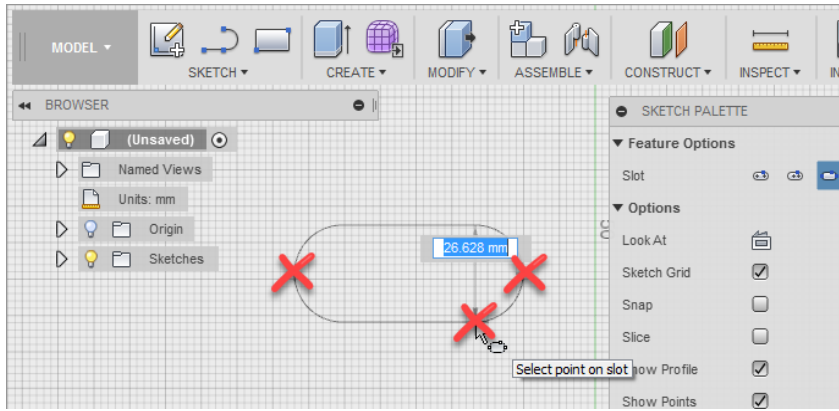 MODEL
SKETCH
CREATE
MODIFY
ASSEMBLE
CONSTRUCT
INSPECT
IN
BROWSER
SKETCH PALETTE
(Unsaved)
Feature Options
Named Views
Slot
Units: mm
Options
Origin
Look At
26.628 mm
Sketches
Sketch Grid
Snap
Slice
Select point on slot
how Profile
Show Points